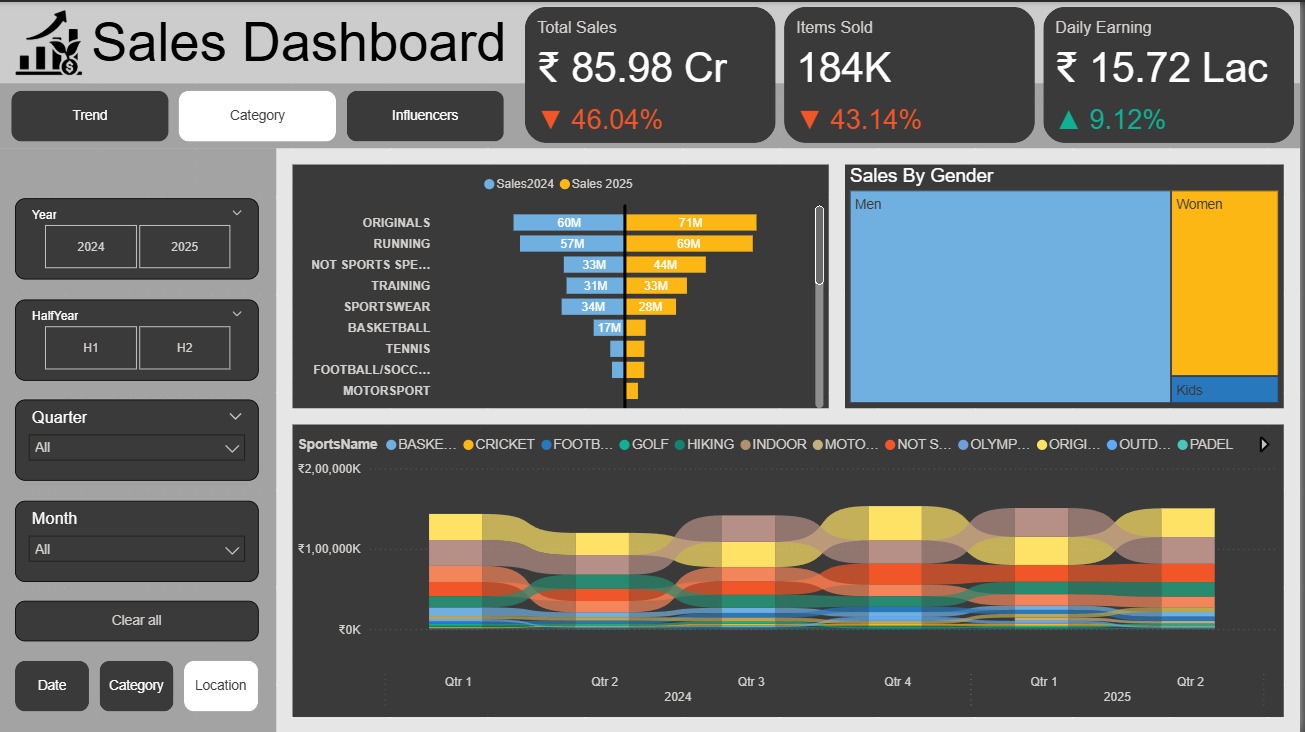 Sales Dashboard
Total Sales
₹ 85.98 Cr
▼ 46.04%
Items Sold
184K
▼ 43.14%
Daily Earning
₹ 15.72 Lac
▲ 9.12%
Trend
Category
Influencers
Year
2024
2025
HalfYear
H1
H2
Quarter
All
Month
All
Clear all
Date
Category
Location
Sales2024 Sales 2025
ORIGINALS 60M 71M
RUNNING 57M 69M
NOT SPORTS SPE... 33M 44M
TRAINING 31M 33M
SPORTSWEAR 34M 28M
BASKETBALL 17M
TENNIS
FOOTBALL/SOCC...
MOTORSPORT
Sales By Gender
Men
Women
Kids
SportsName BASKE... CRICKET FOOTB... GOLF HIKING INDOOR MOTO... NOT S... OLYMP... ORIGI... OUTD... PADEL
₹2,00,000K
₹1,00,000K
₹0K
Qtr 1 Qtr 2 Qtr 3 Qtr 4 Qtr 1 Qtr 2
2024 2025